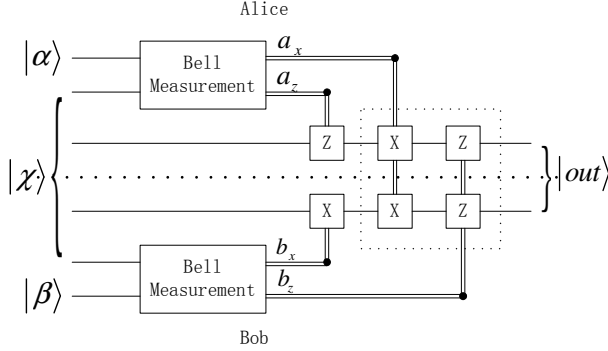 Alice
|α⟩
Bell
Measurement
a_x
a_z
Z X Z
|χ⟩
|out⟩
X X Z
|β⟩
Bell
Measurement
b_x
b_z
Bob